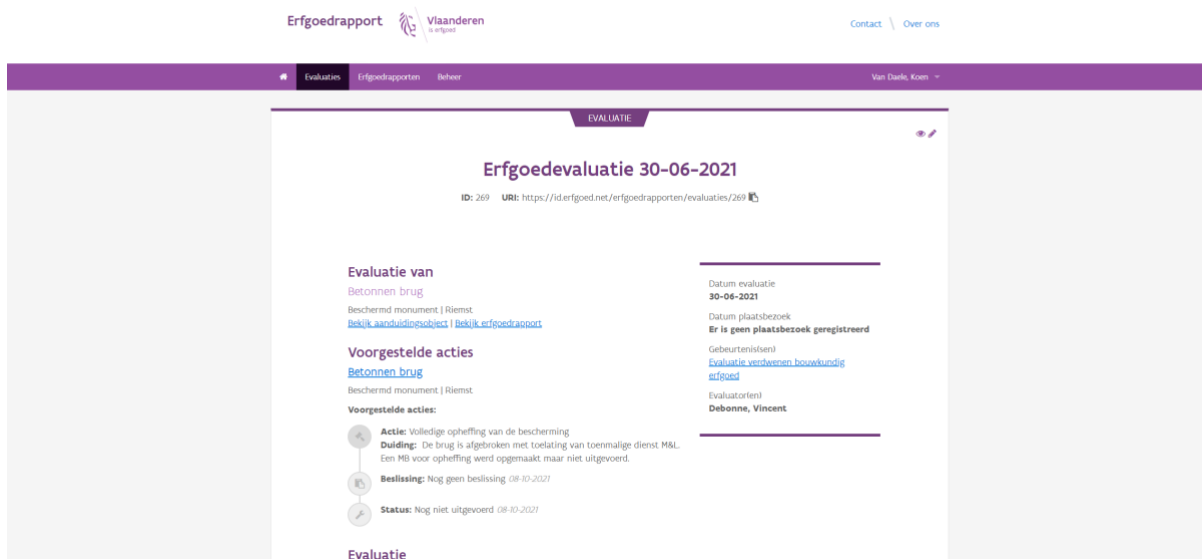 Erfgoedrapport
Vlaanderen
is erfgoed
Contact \ Over ons
Evaluaties Erfgoedrapporten Beheer
Van Daele, Koen
EVALUATIE
Erfgoedevaluatie 30-06-2021
ID: 269 URI: https://id.erfgoed.net/erfgoedrapporten/evaluaties/269
Evaluatie van
Betonnen brug
Beschermd monument | Riemst
Bekijk aanduidingsobject | Bekijk erfgoedrapport
Voorgestelde acties
Betonnen brug
Beschermd monument | Riemst
Voorgestelde acties:
Actie: Volledige opheffing van de bescherming
Duiding: De brug is afgebroken met toelating van toenmalige dienst M&L.
Een MB voor opheffing werd opgemaakt maar niet uitgevoerd.
Beslissing: Nog geen beslissing 08-10-2021
Status: Nog niet uitgevoerd 08-10-2021
Evaluatie
Datum evaluatie
30-06-2021
Datum plaatsbezoek
Er is geen plaatsbezoek geregistreerd
Gebeurtenis(sen)
Evaluatie verdwenen bouwkundig
erfgoed
Evaluator(en)
Debonne, Vincent